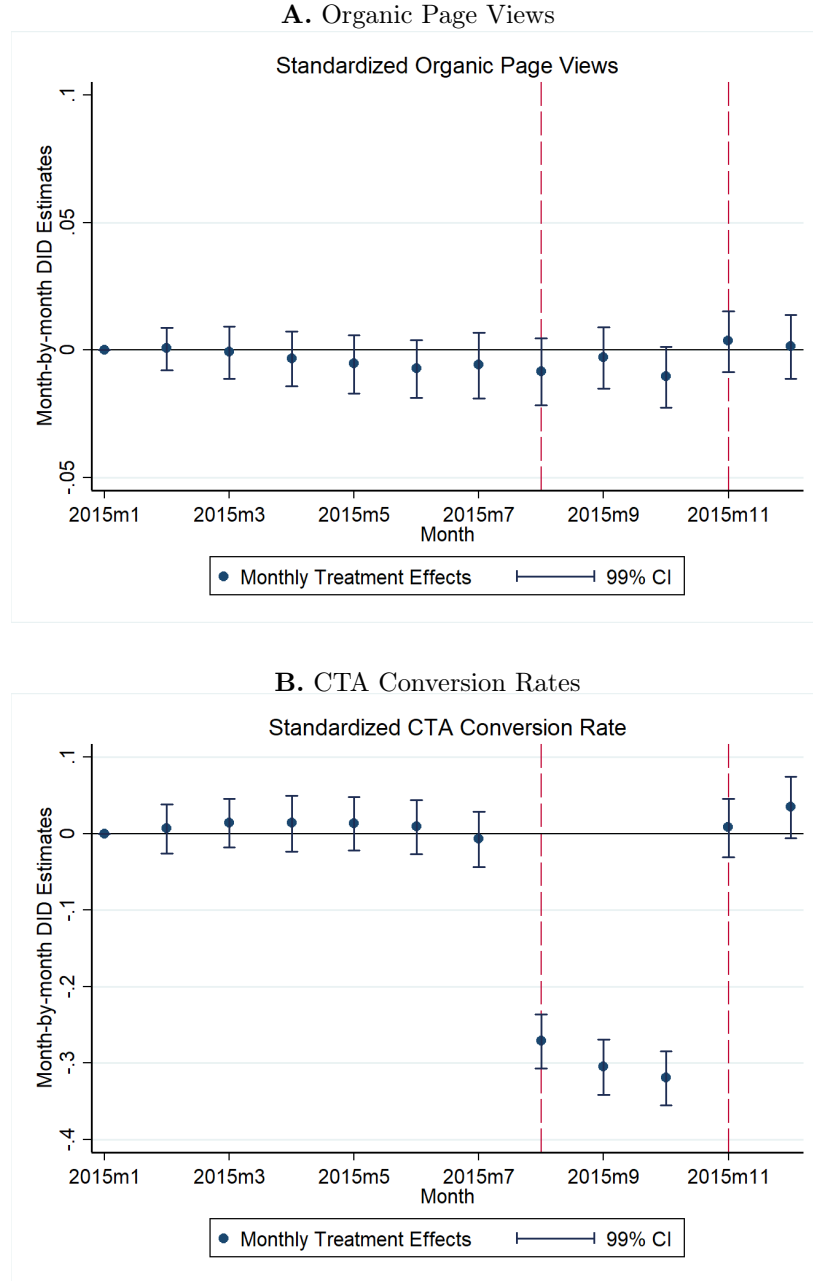 A. Organic Page Views
Standardized Organic Page Views
Month-by-month DID Estimates
.1
.05
0
-.05
2015m1 2015m3 2015m5 2015m7 2015m9 2015m11
Month
Monthly Treatment Effects 99% CI
B. CTA Conversion Rates
Standardized CTA Conversion Rate
Month-by-month DID Estimates
.1
0
-.1
-.2
-.3
-.4
2015m1 2015m3 2015m5 2015m7 2015m9 2015m11
Month
Monthly Treatment Effects 99% CI